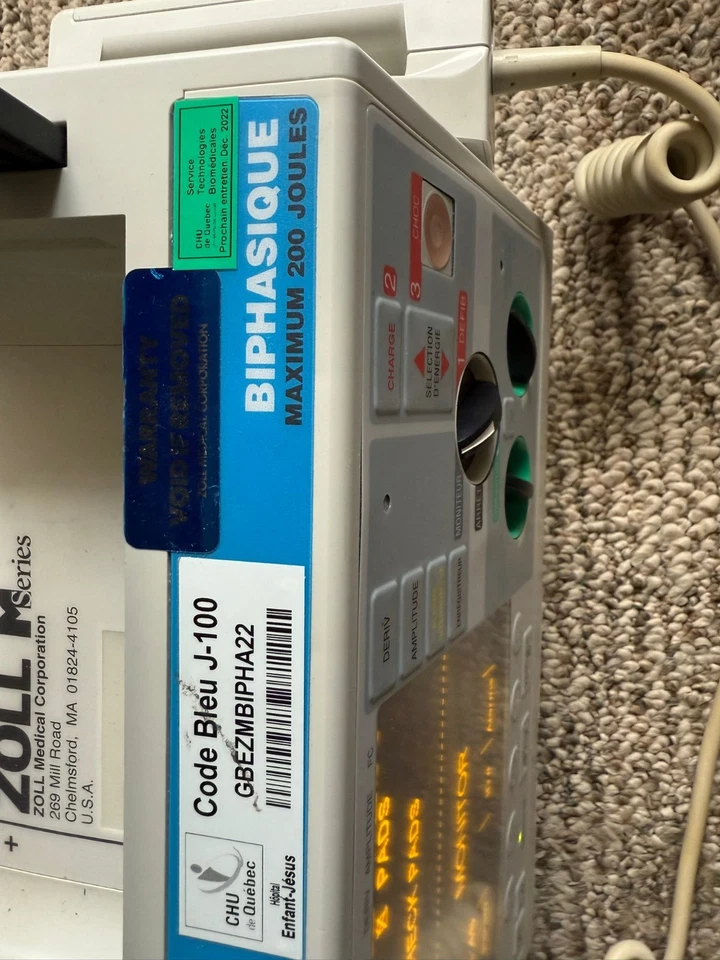 Service
Technologies
Biomédicales
CHU
de Québec
Prochain entretien Déc 2022
BIPHASIQUE
MAXIMUM 200 JOULES
WARRANTY
VOID IF REMOVED
ZOLL MEDICAL CORPORATION
ZOLL M series
ZOLL Medical Corporation
269 Mill Road
Chelmsford, MA 01824-4105
U.S.A.
Code Bleu J-100
GBEZMBIPHA22
CHU
de Québec
Hôpital
Enfant-Jésus
3 CHOC
CHARGE 2
SÉLECTION
D'ÉNERGIE
1 DEFIB
MONITEUR
ARRÊT
DÉRIV
AMPLITUDE
ENREGISTREUR
AMPLITUDE
PADS
PADS
MONITOR